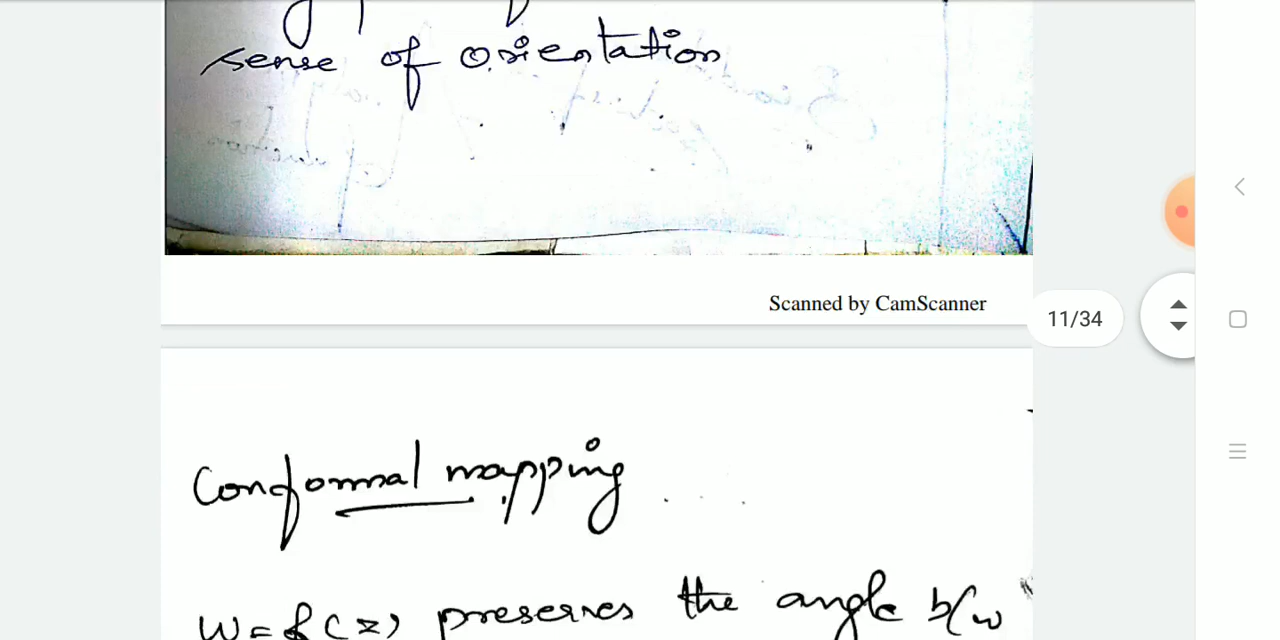 sense of orientation
Scanned by CamScanner
11/34
Conformal mapping
W = f(z) preserves the angle b/w